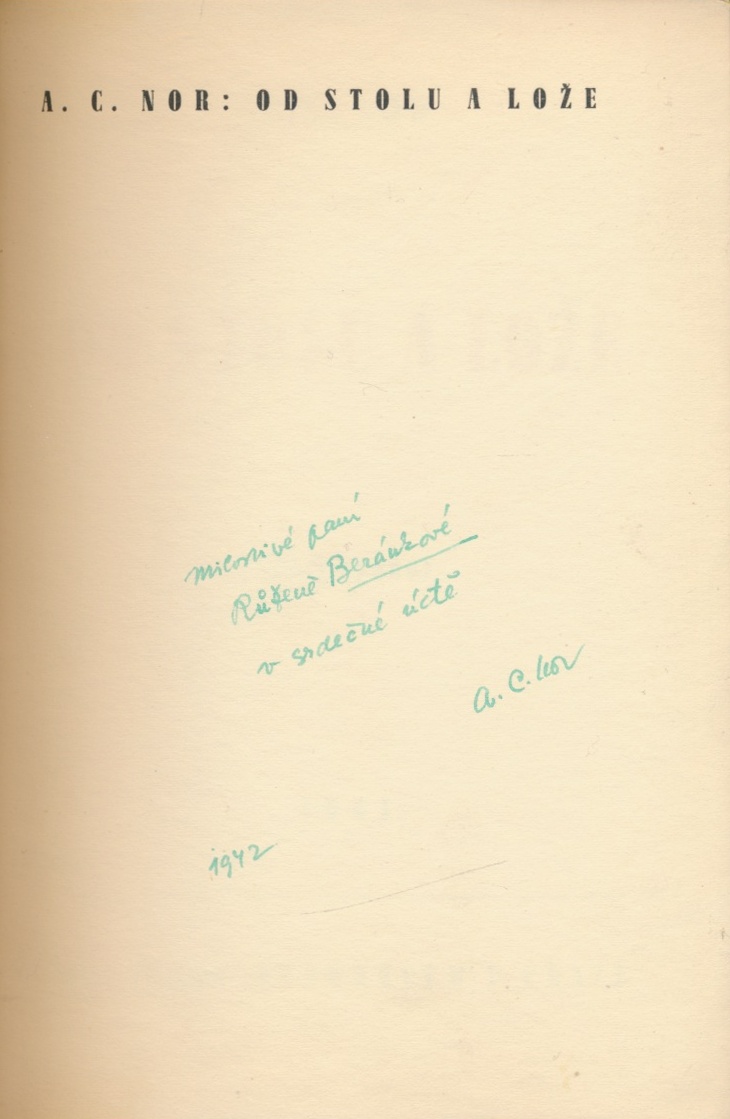 A. C. NOR: OD STOLU A LOŽE
Milostivé paní
Růženě Beránkové
v srdečné úctě
A. C. Nor
1942